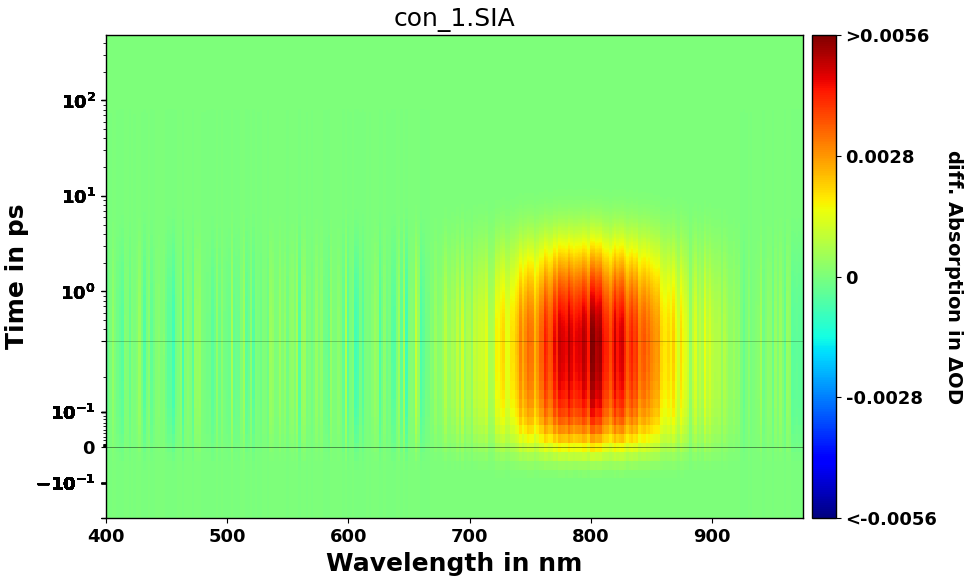 con_1.SIA
Time in ps
10²
10¹
10⁰
10⁻¹
0
−10⁻¹
400 500 600 700 800 900
Wavelength in nm
>0.0056
0.0028
0
-0.0028
<-0.0056
diff. Absorption in ΔOD